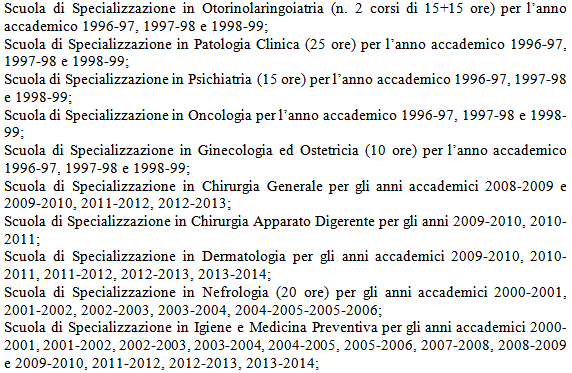 Scuola di Specializzazione in Otorinolaringoiatria (n. 2 corsi di 15+15 ore) per l’anno
accademico 1996-97, 1997-98 e 1998-99;
Scuola di Specializzazione in Patologia Clinica (25 ore) per l’anno accademico 1996-97,
1997-98 e 1998-99;
Scuola di Specializzazione in Psichiatria (15 ore) per l’anno accademico 1996-97, 1997-98
e 1998-99;
Scuola di Specializzazione in Oncologia per l’anno accademico 1996-97, 1997-98 e 1998-
99;
Scuola di Specializzazione in Ginecologia ed Ostetricia (10 ore) per l’anno accademico
1996-97, 1997-98 e 1998-99;
Scuola di Specializzazione in Chirurgia Generale per gli anni accademici 2008-2009 e
2009-2010, 2011-2012, 2012-2013;
Scuola di Specializzazione in Chirurgia Apparato Digerente per gli anni 2009-2010, 2010-
2011;
Scuola di Specializzazione in Dermatologia per gli anni accademici 2009-2010, 2010-
2011, 2011-2012, 2012-2013, 2013-2014;
Scuola di Specializzazione in Nefrologia (20 ore) per gli anni accademici 2000-2001,
2001-2002, 2002-2003, 2003-2004, 2004-2005-2005-2006;
Scuola di Specializzazione in Igiene e Medicina Preventiva per gli anni accademici 2000-
2001, 2001-2002, 2002-2003, 2003-2004, 2004-2005, 2005-2006, 2007-2008, 2008-2009
e 2009-2010, 2011-2012, 2012-2013, 2013-2014;